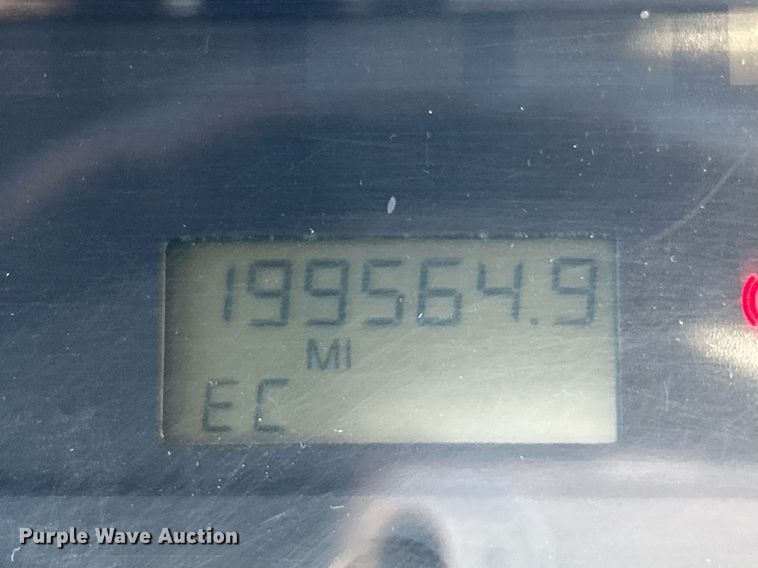 199564.9
MI
EC
Purple Wave Auction